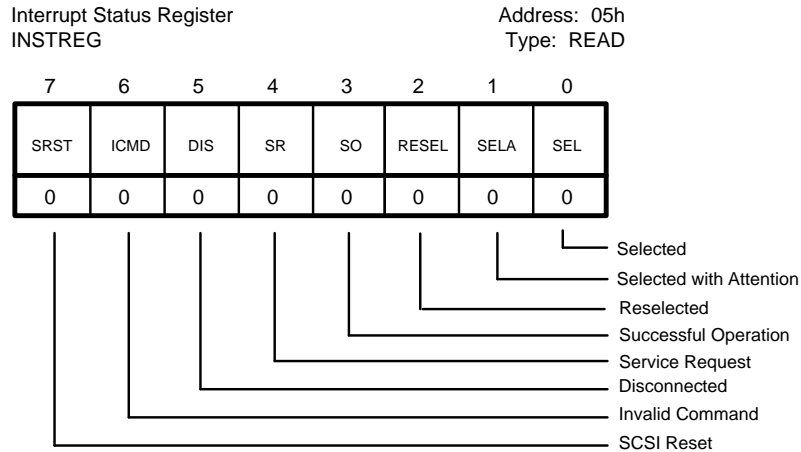 Interrupt Status Register Address: 05h
INSTREG Type: READ
7 6 5 4 3 2 1 0
SRST ICMD DIS SR SO RESEL SELA SEL
0 0 0 0 0 0 0 0
Selected
Selected with Attention
Reselected
Successful Operation
Service Request
Disconnected
Invalid Command
SCSI Reset